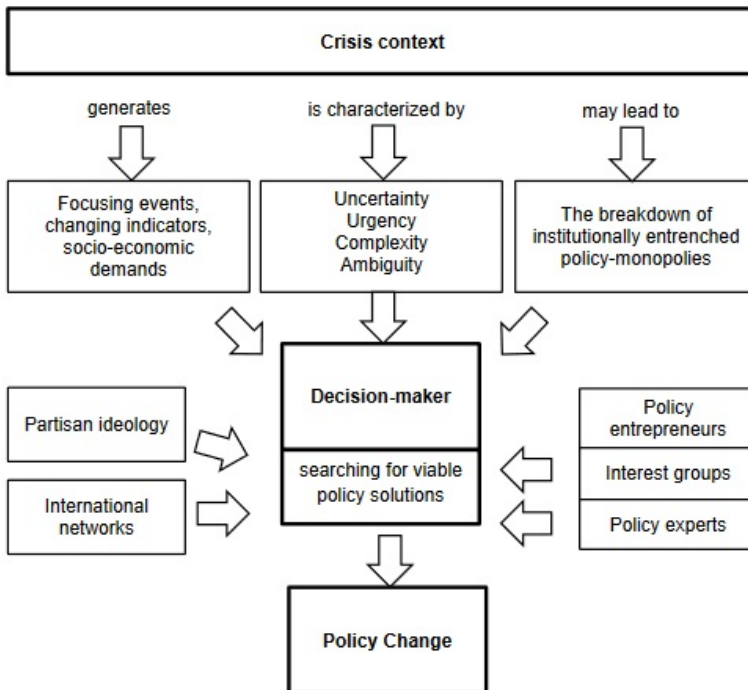 Crisis context
generates
is characterized by
may lead to
Focusing events,
changing indicators,
socio-economic
demands
Uncertainty
Urgency
Complexity
Ambiguity
The breakdown of
institutionally entrenched
policy-monopolies
Decision-maker
searching for viable
policy solutions
Partisan ideology
International
networks
Policy
entrepreneurs
Interest groups
Policy experts
Policy Change